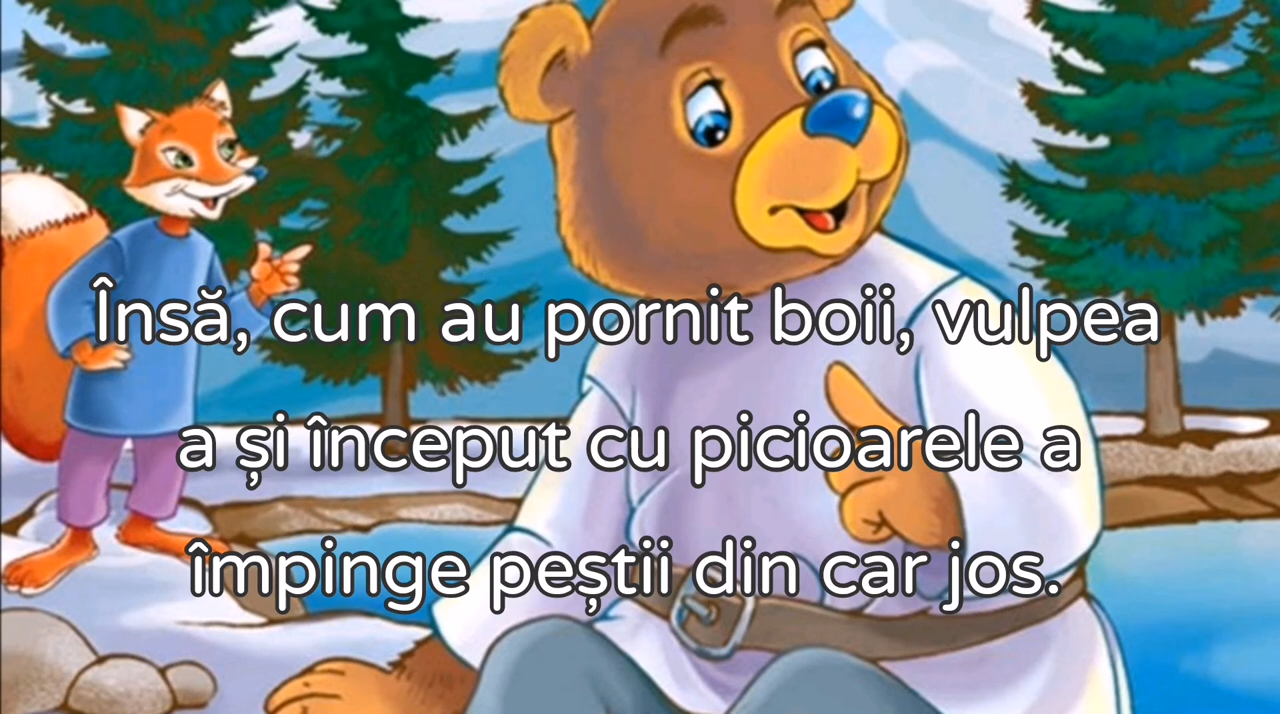 Însă, cum au pornit boii, vulpea
a și început cu picioarele a
împinge peștii din car jos.